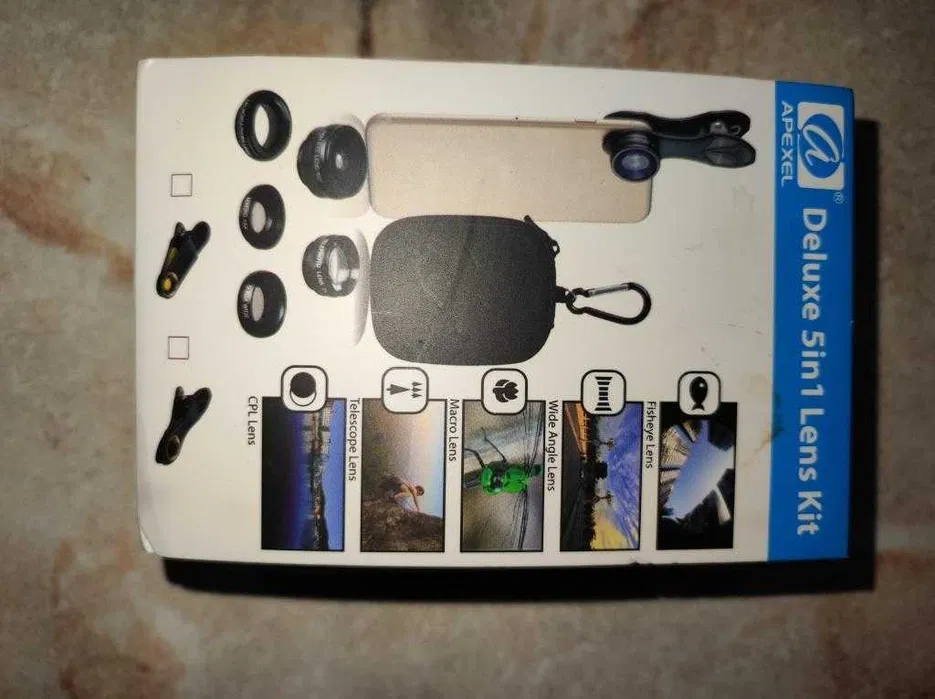 APEXEL
®
Deluxe 5in1 Lens Kit
Fisheye Lens
Wide Angle Lens
Macro Lens
Telescope Lens
CPL Lens